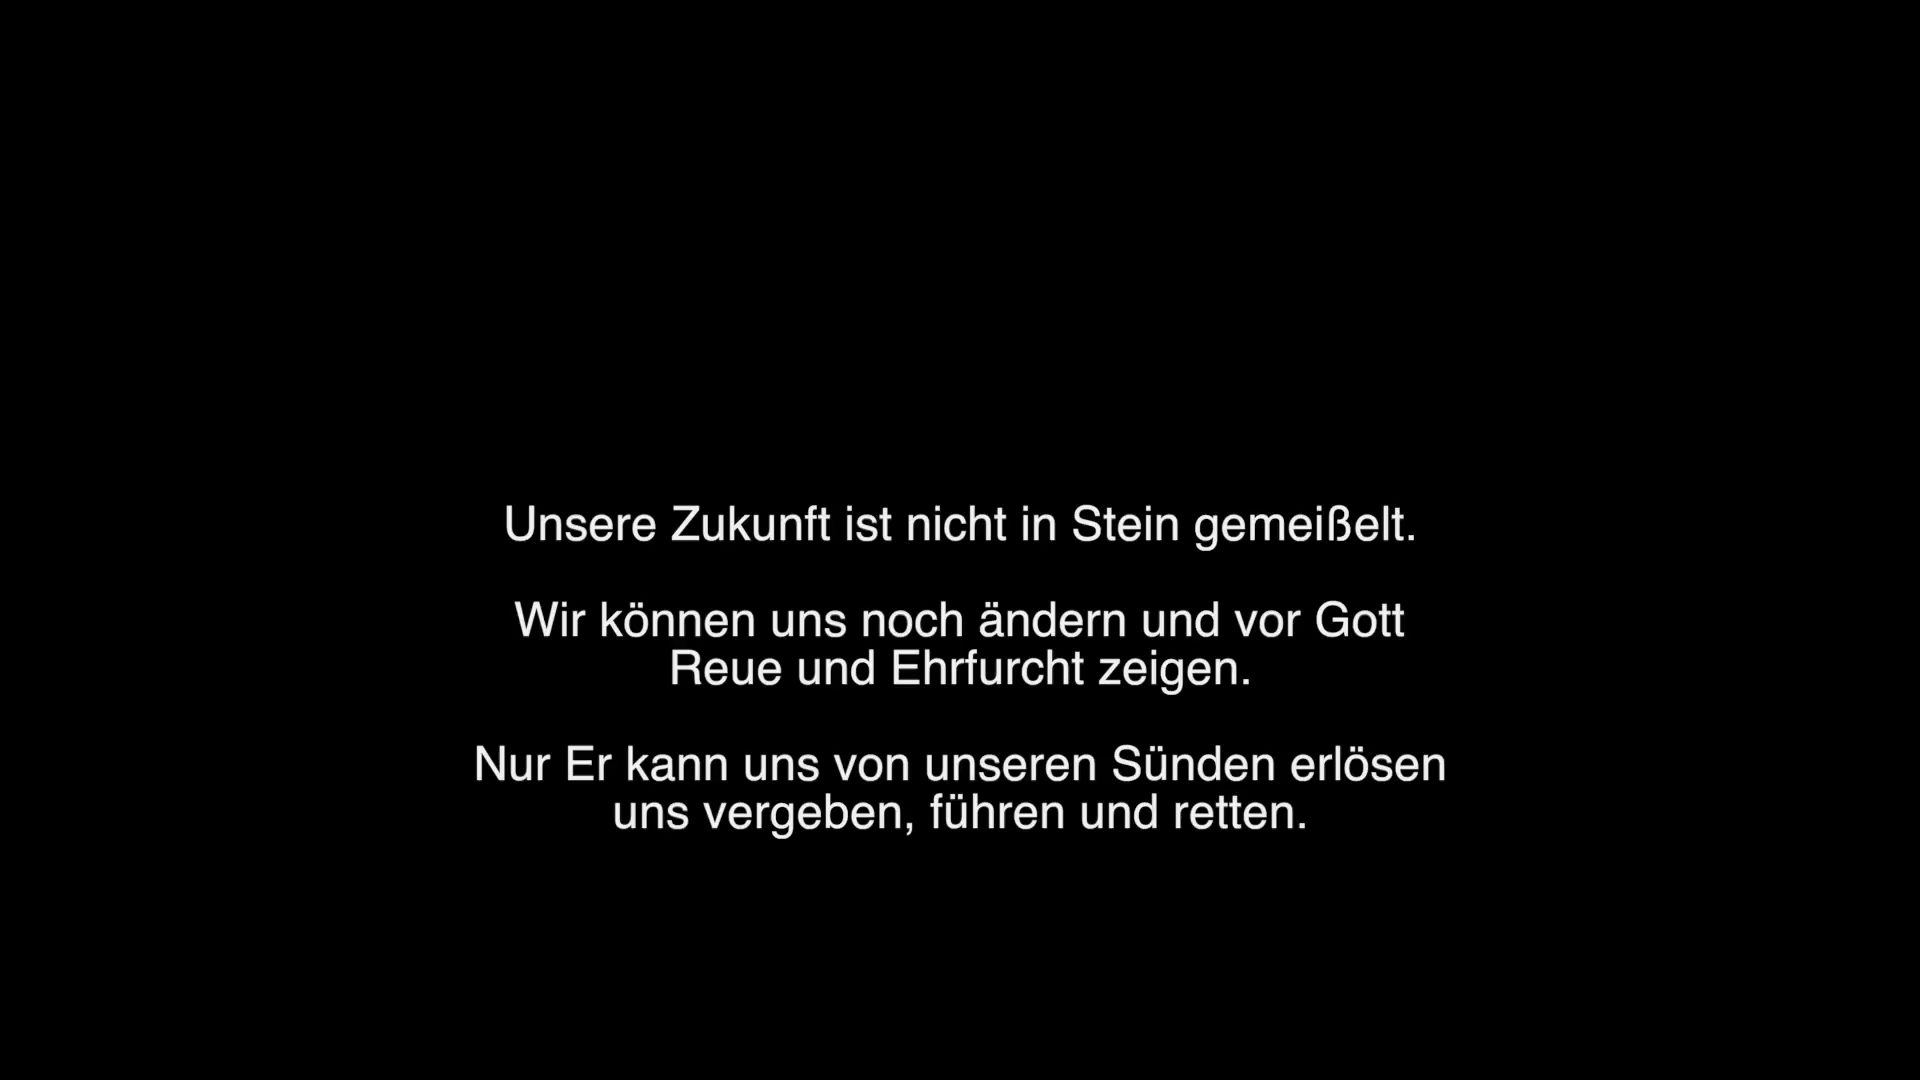 Unsere Zukunft ist nicht in Stein gemeißelt.
Wir können uns noch ändern und vor Gott
Reue und Ehrfurcht zeigen.
Nur Er kann uns von unseren Sünden erlösen
uns vergeben, führen und retten.